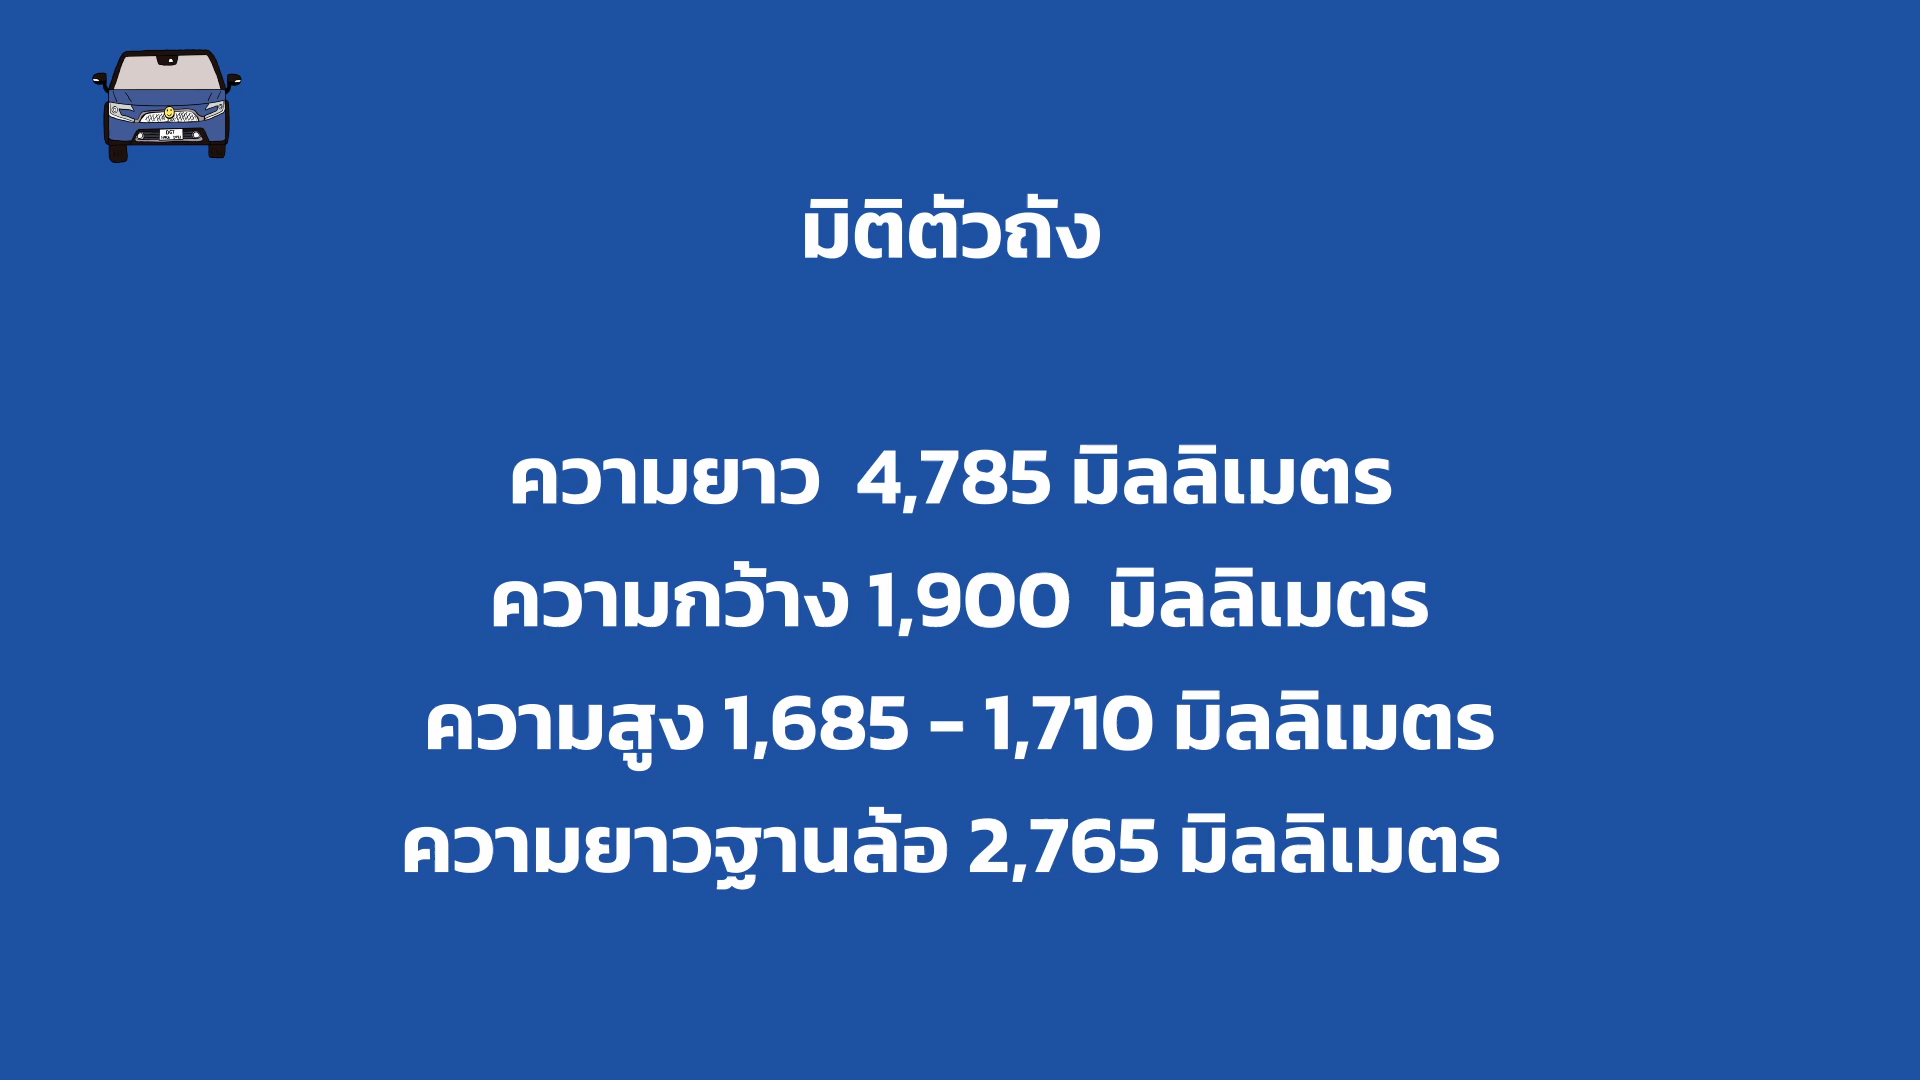 มิติตัวถัง
ความยาว  4,785 มิลลิเมตร
ความกว้าง 1,900  มิลลิเมตร
ความสูง 1,685 - 1,710 มิลลิเมตร
ความยาวฐานล้อ 2,765 มิลลิเมตร